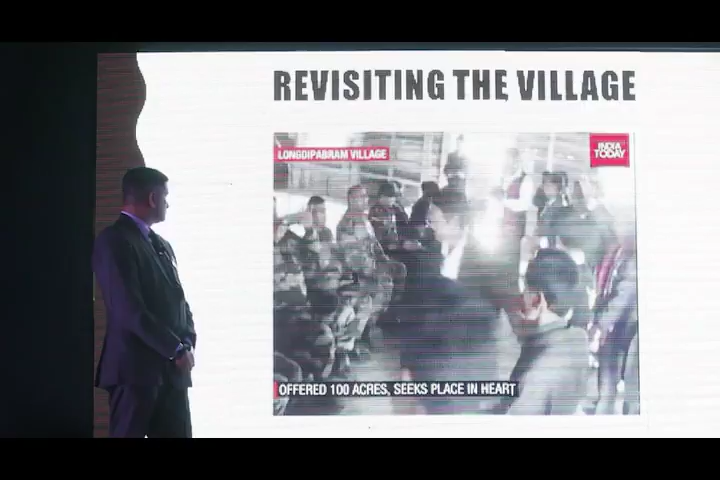 REVISITING THE VILLAGE
LONGDIPABRAM VILLAGE
INDIA
TODAY
OFFERED 100 ACRES, SEEKS PLACE IN HEART